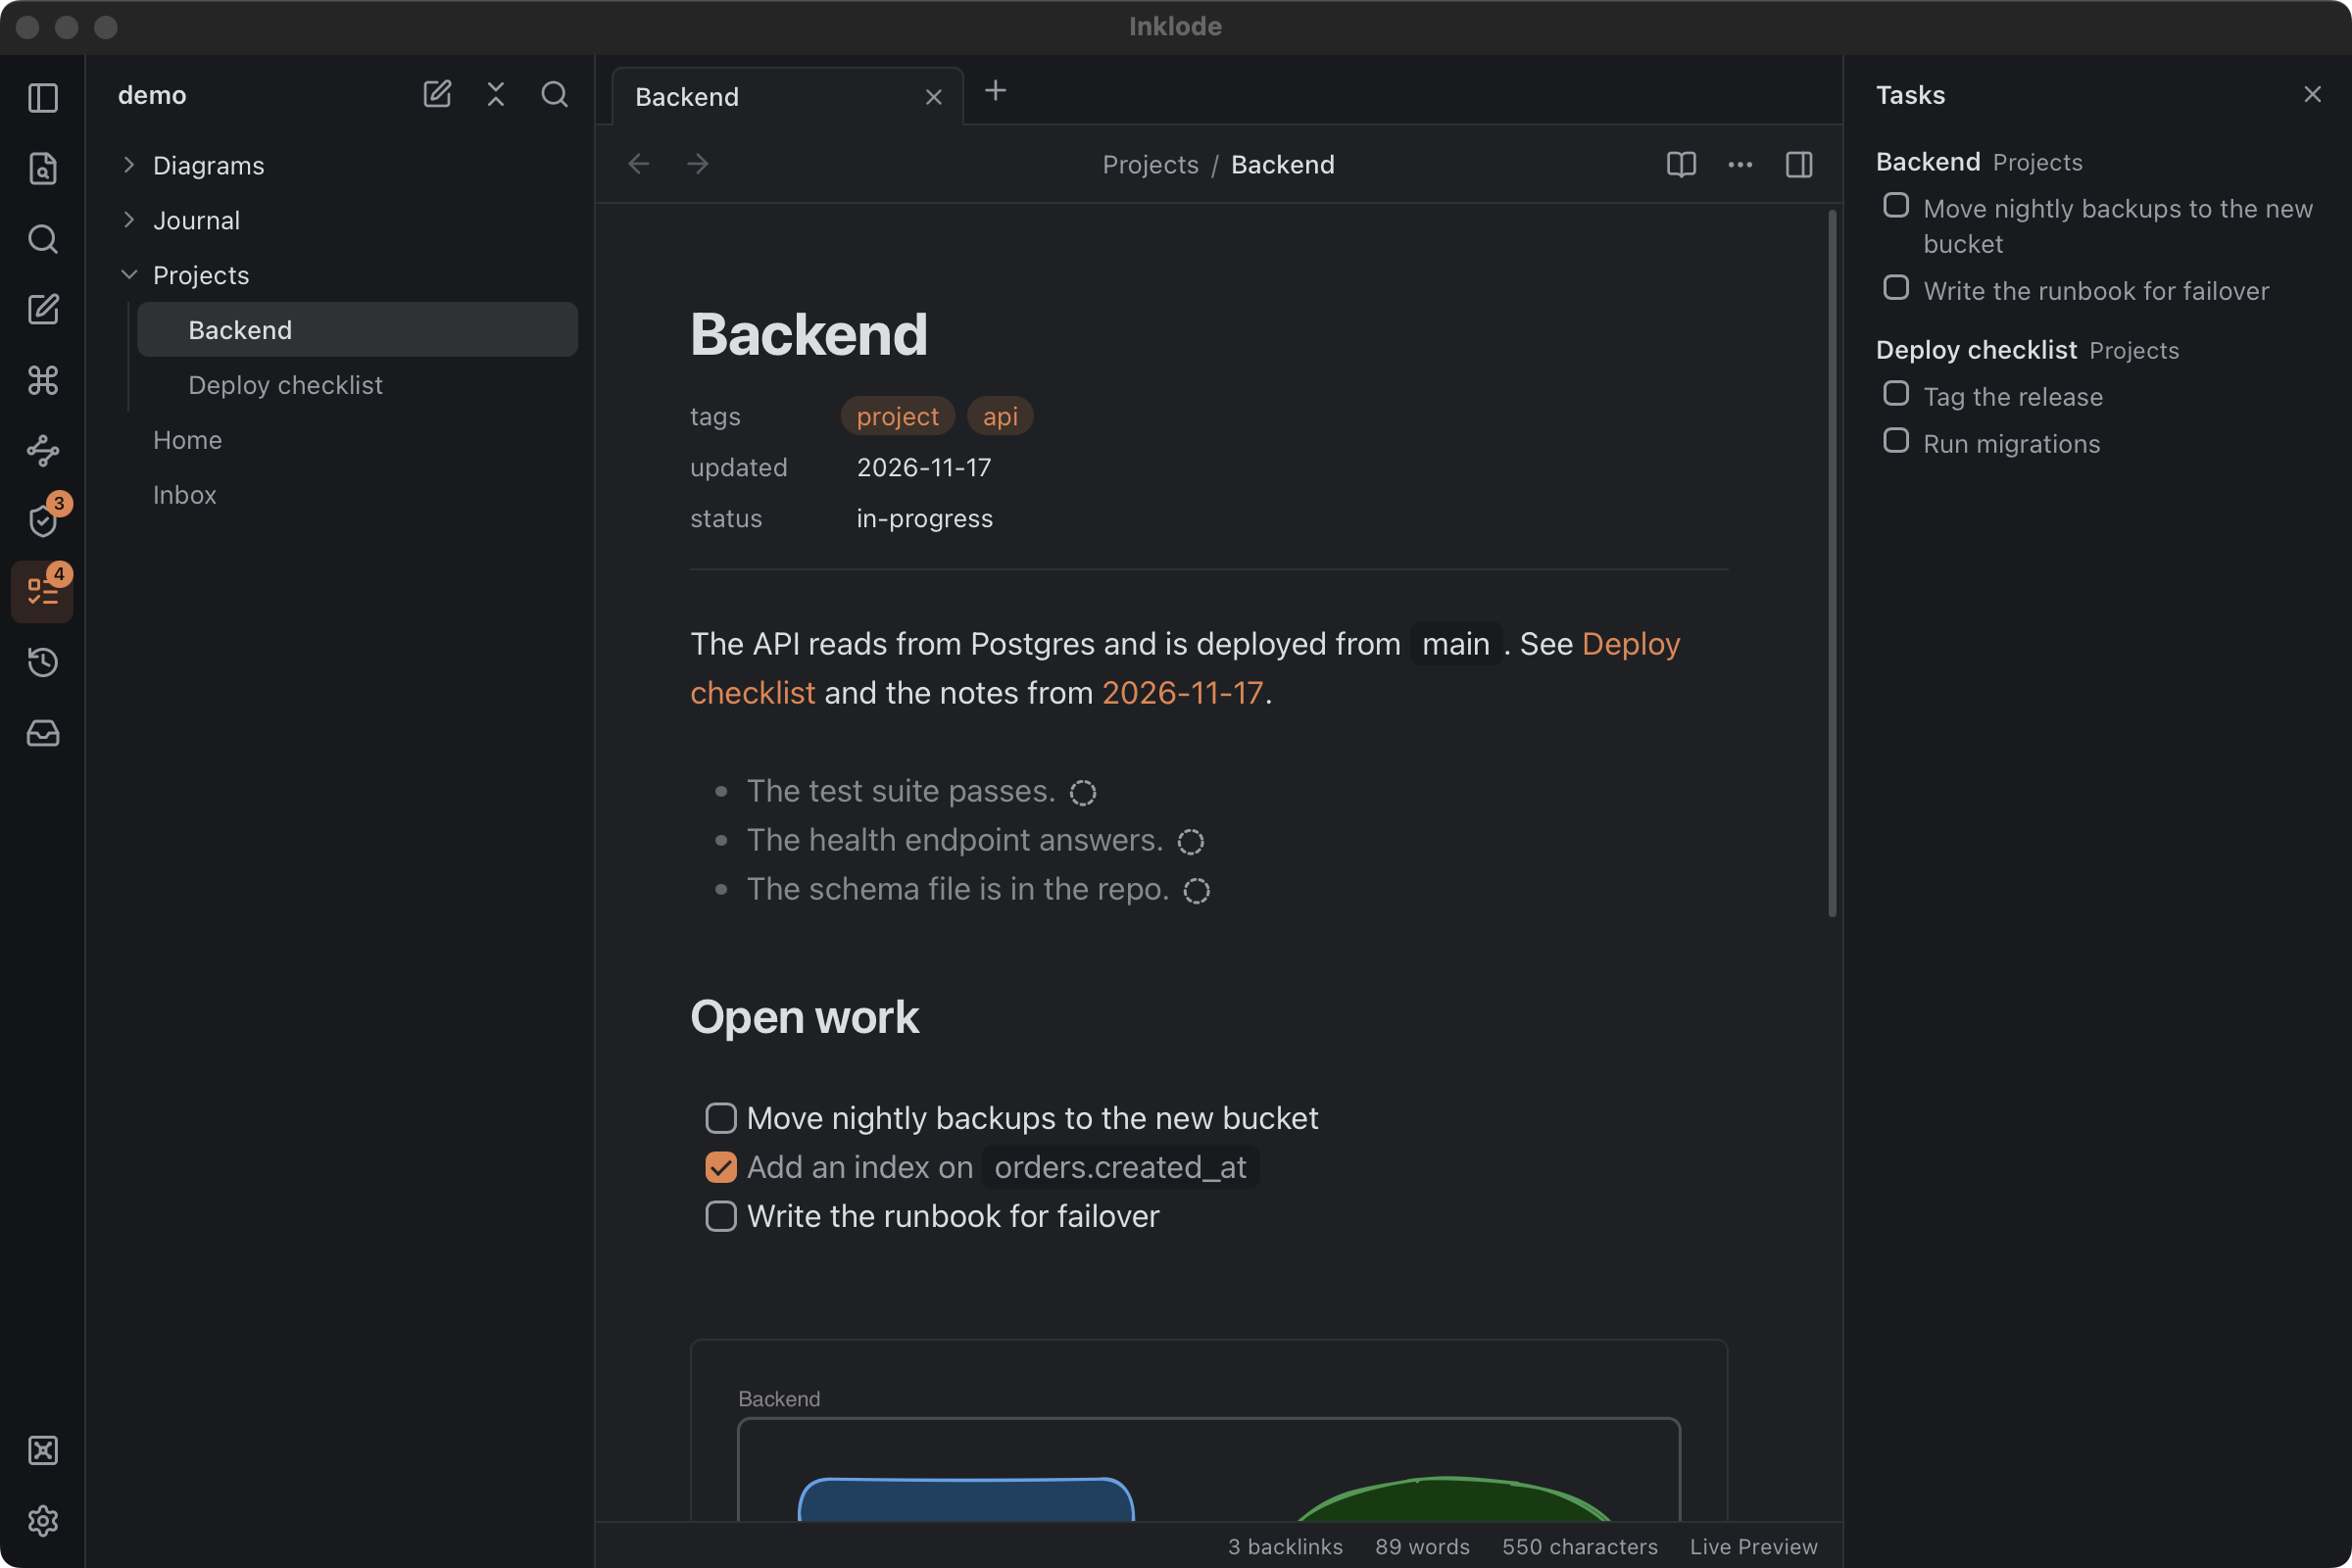 Inklode
demo
Diagrams
Journal
Projects
Backend
Deploy checklist
Home
Inbox
3
4
Backend
Projects / Backend
Backend
tags project api
updated 2026-11-17
status in-progress
The API reads from Postgres and is deployed from main . See Deploy
checklist and the notes from 2026-11-17.
The test suite passes.
The health endpoint answers.
The schema file is in the repo.
Open work
Move nightly backups to the new bucket
Add an index on orders.created_at
Write the runbook for failover
Backend
3 backlinks 89 words 550 characters Live Preview
Tasks
Backend Projects
Move nightly backups to the new
bucket
Write the runbook for failover
Deploy checklist Projects
Tag the release
Run migrations